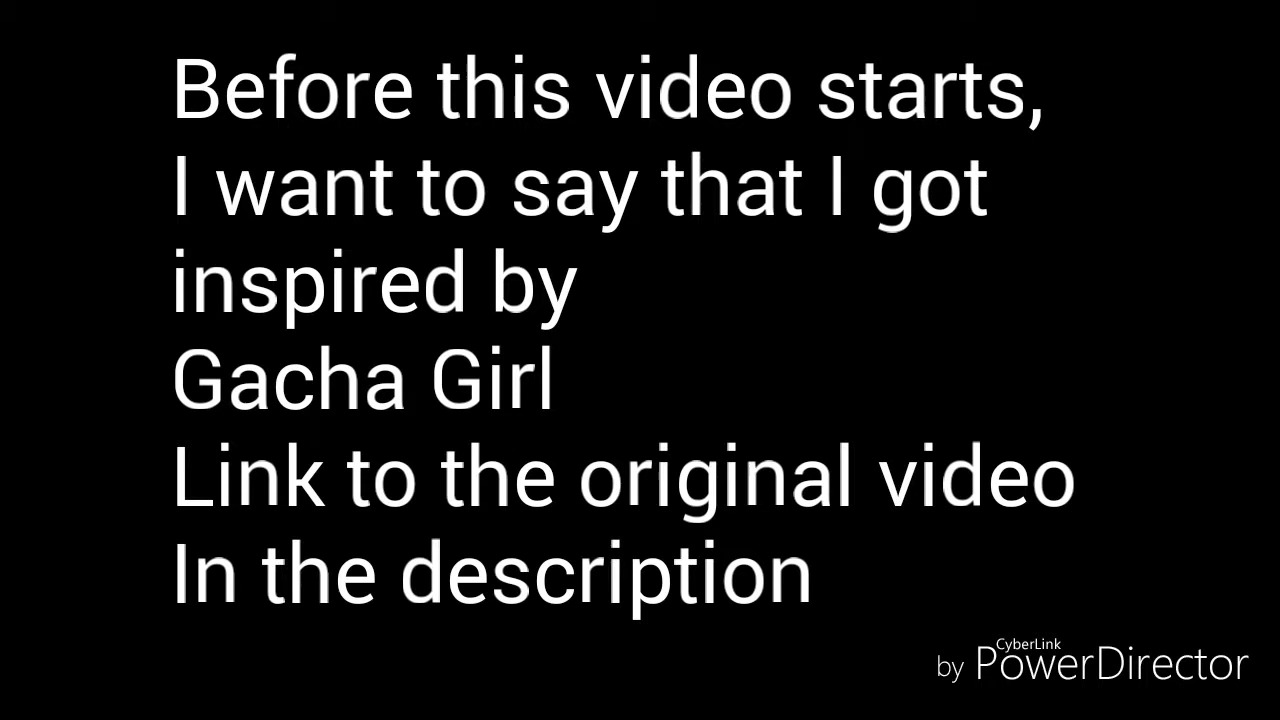 Before this video starts,
I want to say that I got
inspired by
Gacha Girl
Link to the original video
In the description
CyberLink
by PowerDirector